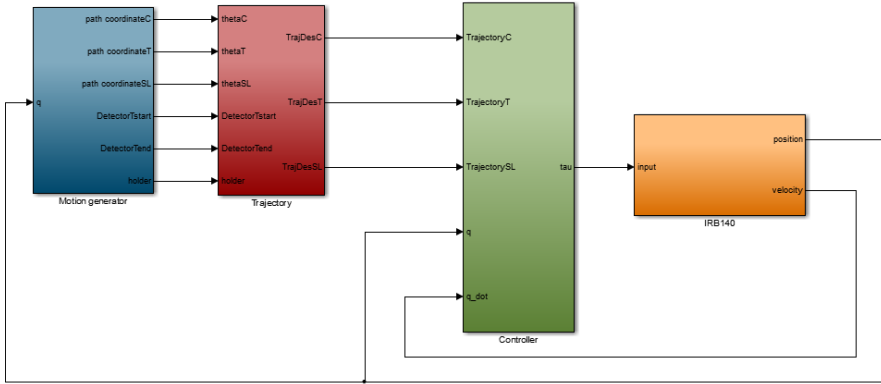 path coordinateC
path coordinateT
path coordinateSL
q
DetectorTstart
DetectorTend
holder
Motion generator
thetaC
thetaT
thetaSL
DetectorTstart
DetectorTend
holder
TrajDesC
TrajDesT
TrajDesSL
Trajectory
TrajectoryC
TrajectoryT
TrajectorySL
tau
q
q_dot
Controller
input
position
velocity
IRB140